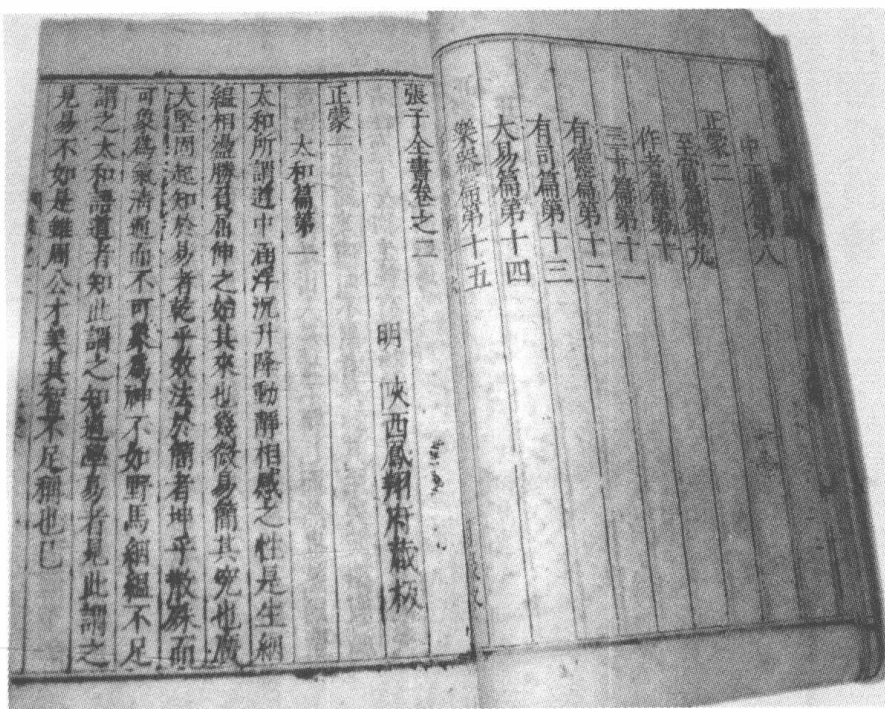 中正篇第八
正蒙二
至當篇第九
作者篇第十
三十篇第十一
有德篇第十二
有司篇第十三
大易篇第十四
樂器篇第十五
張子全書卷之二
明 陝西鳳翔府藏板
正蒙一
太和篇第一
太和所謂道中涵浮沉升降動靜相感之性是生絪
縕相盪勝負屈伸之始其來也幾微易簡其究也廣
大堅固起知於易者乾乎效法於簡者坤乎散殊而
可象爲氣清通而不可象爲神不如野馬絪縕不足
謂之太和語道者知此謂之知道學易者見此謂之
見易不如是雖周公才美其智不足稱也已